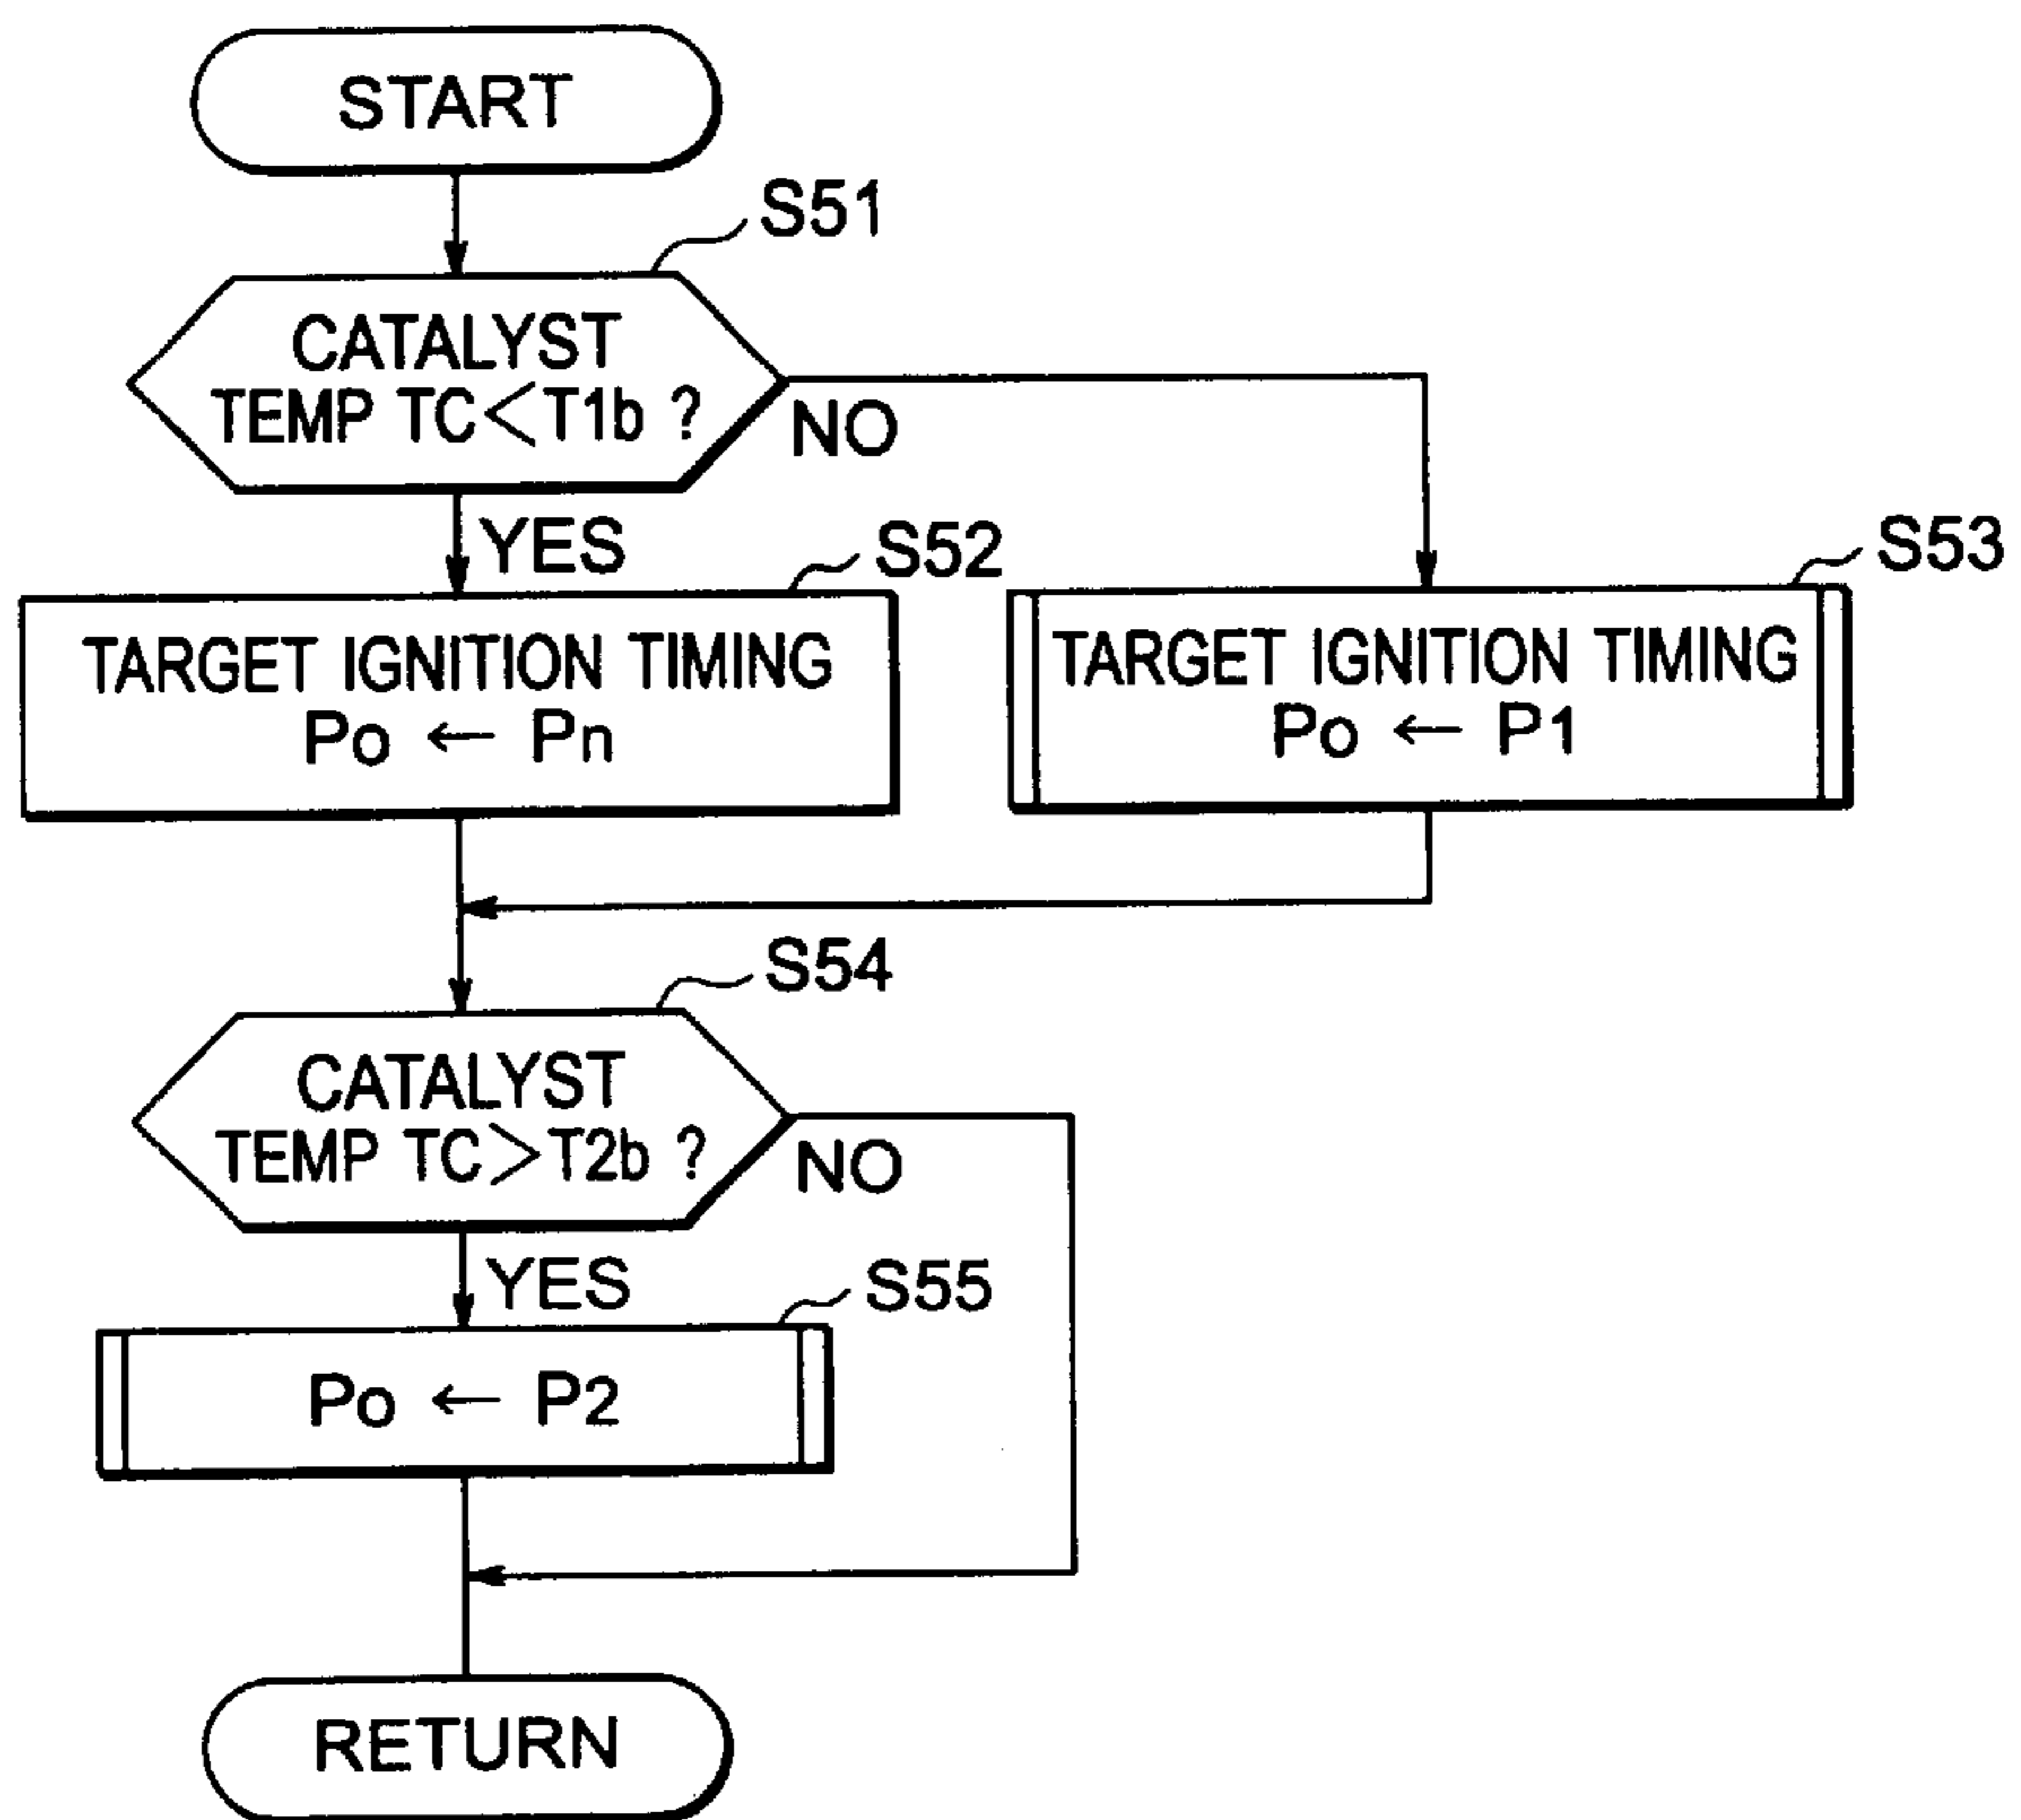 START
S51
CATALYST
TEMP TC<T1b ?
NO
YES
S52
S53
TARGET IGNITION TIMING
Po ← Pn
TARGET IGNITION TIMING
Po ← P1
S54
CATALYST
TEMP TC>T2b ?
NO
YES
S55
Po ← P2
RETURN